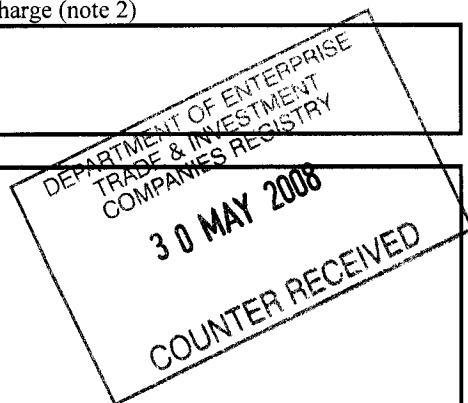 harge (note 2)
DEPARTMENT OF ENTERPRISE
TRADE & INVESTMENT
COMPANIES REGISTRY
30 MAY 2008
COUNTER RECEIVED